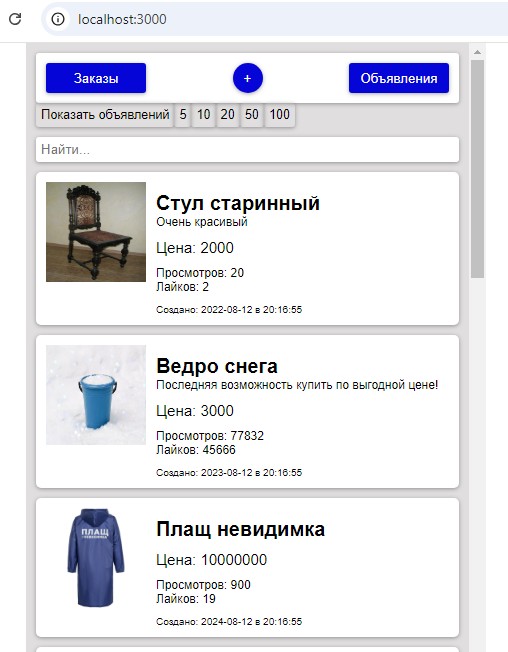 localhost:3000
Заказы + Объявления
Показать объявлений 5 10 20 50 100
Найти...
Стул старинный
Очень красивый
Цена: 2000
Просмотров: 20
Лайков: 2
Создано: 2022-08-12 в 20:16:55
Ведро снега
Последняя возможность купить по выгодной цене!
Цена: 3000
Просмотров: 77832
Лайков: 45666
Создано: 2023-08-12 в 20:16:55
ПЛАЩ
Плащ невидимка
Цена: 10000000
Просмотров: 900
Лайков: 19
Создано: 2024-08-12 в 20:16:55